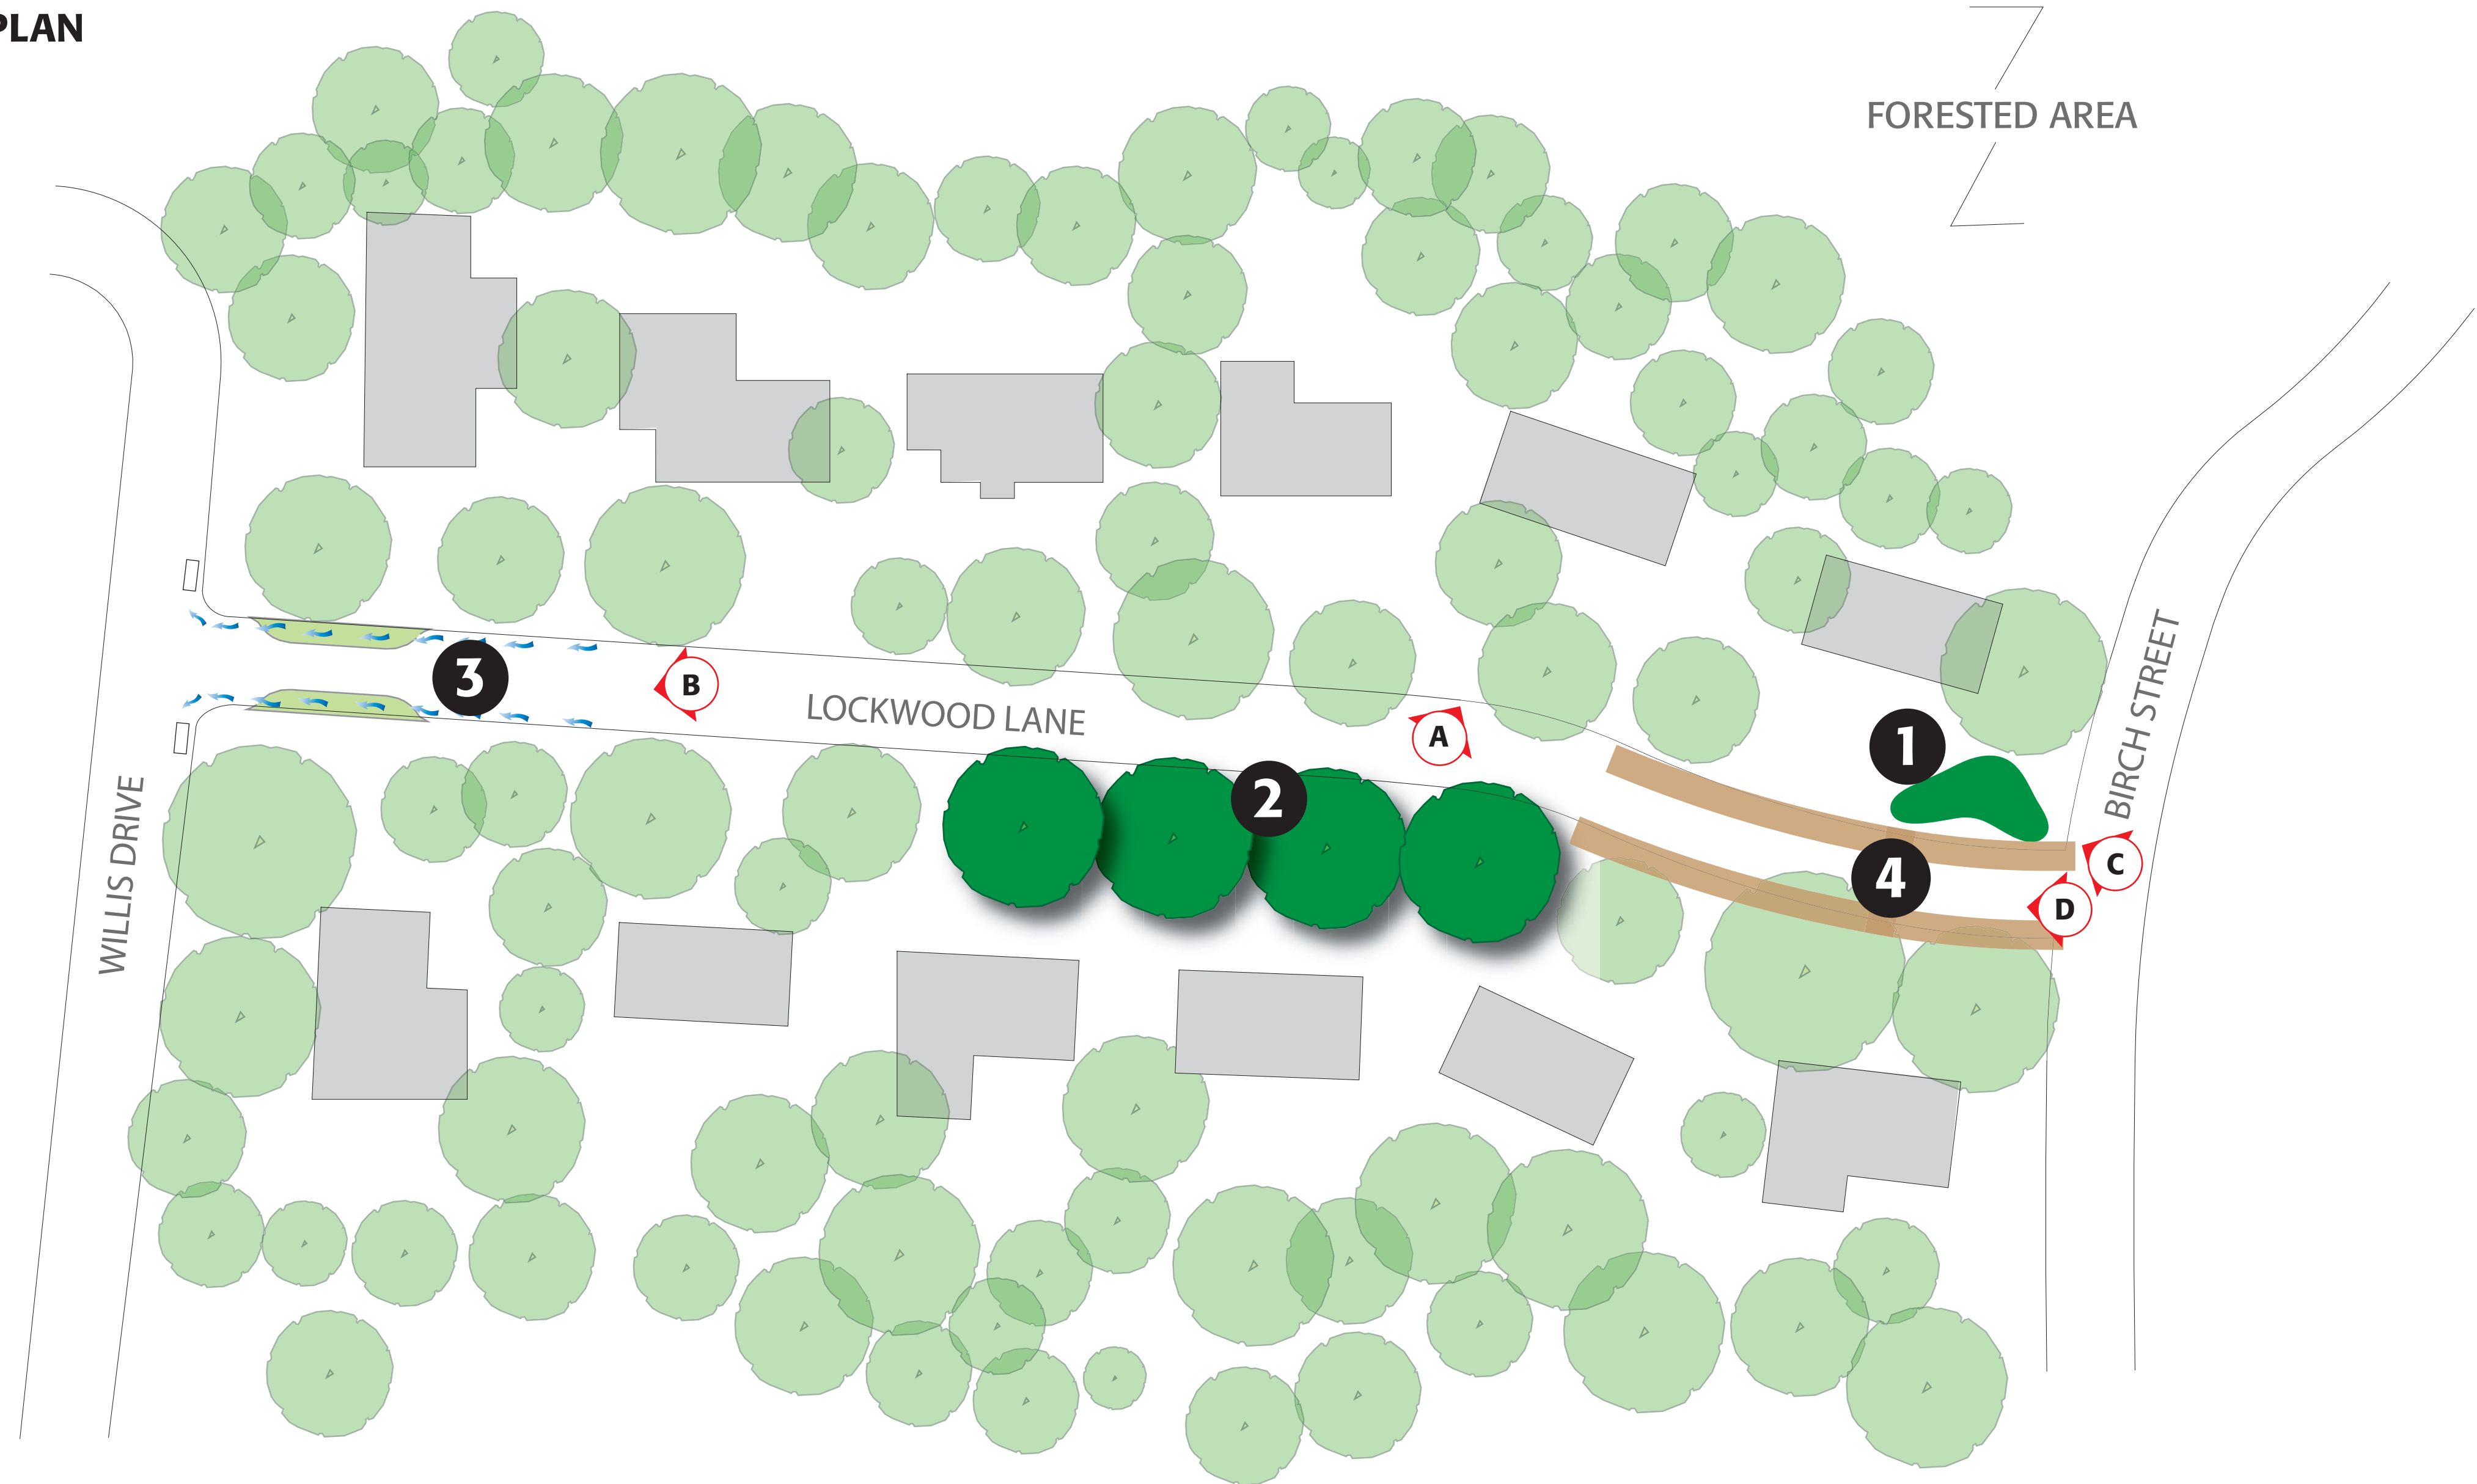 PLAN
FORESTED AREA
3
B
LOCKWOOD LANE
A
1
2
BIRCH STREET
WILLIS DRIVE
4
C
D